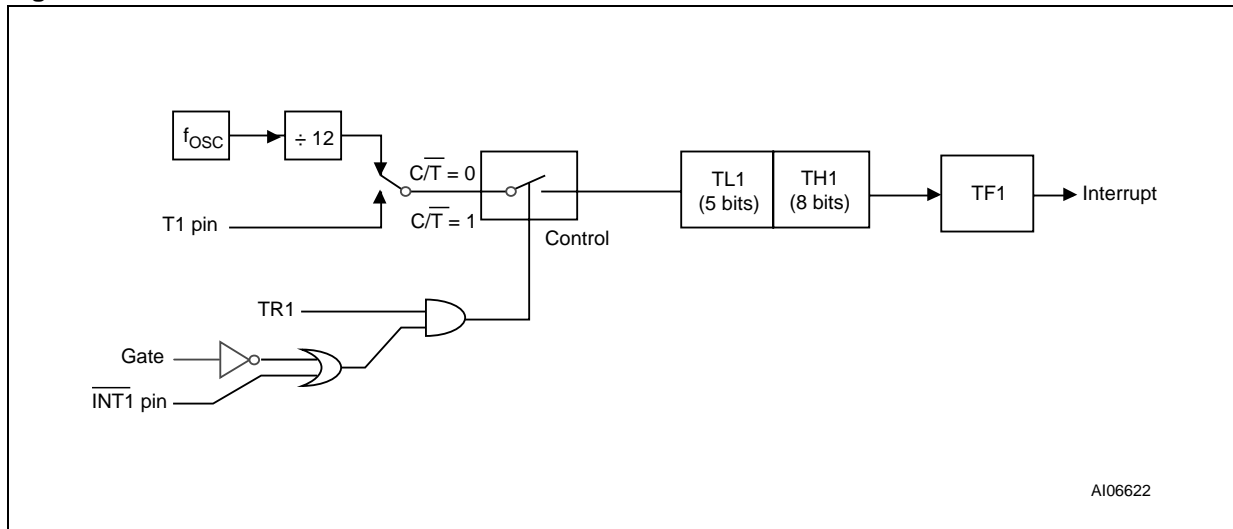 fOSC
÷ 12
C/T̅ = 0
C/T̅ = 1
T1 pin
Control
TL1
(5 bits)
TH1
(8 bits)
TF1
Interrupt
TR1
Gate
I̅N̅T̅1̅ pin
AI06622